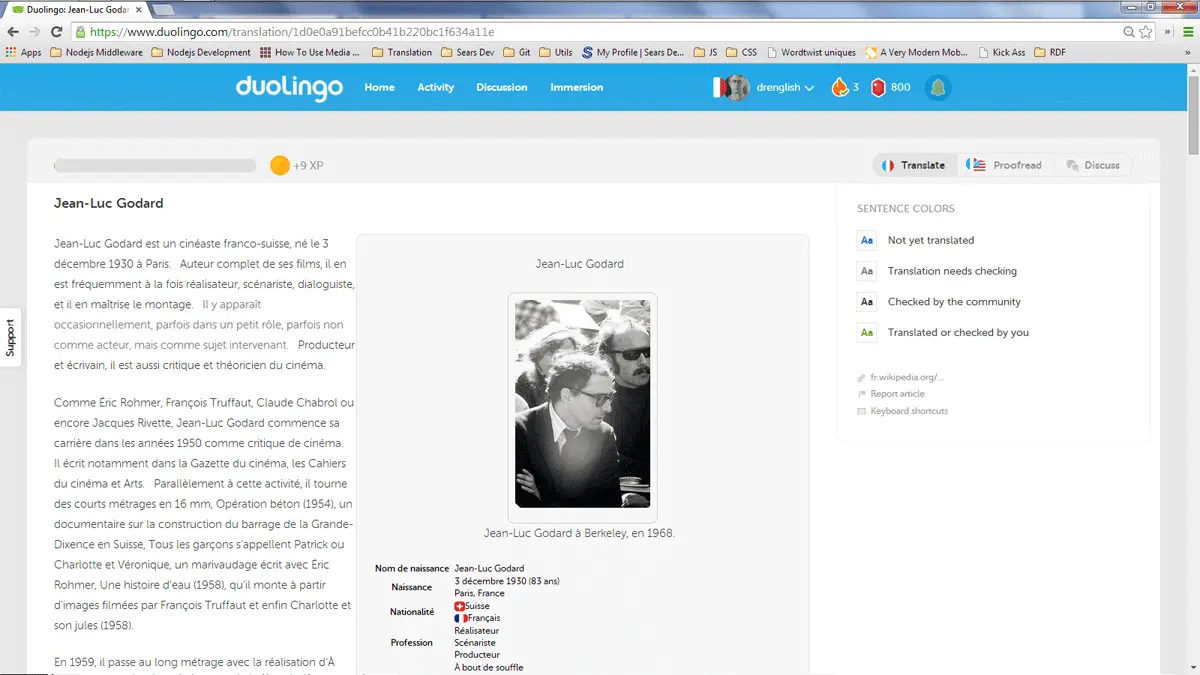 Duolingo: Jean-Luc Godar
https://www.duolingo.com/translation/1d0e0a91befcc0b41b220bc1f634a11e
Apps Nodejs Middleware Nodejs Development How To Use Media ... Translation Sears Dev Git Utils My Profile | Sears De... JS CSS Wordtwist uniques A Very Modern Mob... Kick Ass RDF »
duolingo Home Activity Discussion Immersion drenglish 3 800
+9 XP Translate Proofread Discuss
Jean-Luc Godard
Jean-Luc Godard est un cinéaste franco-suisse, né le 3
décembre 1930 à Paris. Auteur complet de ses films, il en
est fréquemment à la fois réalisateur, scénariste, dialoguiste,
et il en maîtrise le montage. Il y apparaît
occasionnellement, parfois dans un petit rôle, parfois non
comme acteur, mais comme sujet intervenant. Producteur
et écrivain, il est aussi critique et théoricien du cinéma.
Comme Éric Rohmer, François Truffaut, Claude Chabrol ou
encore Jacques Rivette, Jean-Luc Godard commence sa
carrière dans les années 1950 comme critique de cinéma.
Il écrit notamment dans la Gazette du cinéma, les Cahiers
du cinéma et Arts. Parallèlement à cette activité, il tourne
des courts métrages en 16 mm, Opération béton (1954), un
documentaire sur la construction du barrage de la Grande-
Dixence en Suisse, Tous les garçons s'appellent Patrick ou
Charlotte et Véronique, un marivaudage écrit avec Éric
Rohmer, Une histoire d'eau (1958), qu'il monte à partir
d'images filmées par François Truffaut et enfin Charlotte et
son jules (1958).
En 1959, il passe au long métrage avec la réalisation d'À
Jean-Luc Godard
Jean-Luc Godard à Berkeley, en 1968.
Nom de naissance Jean-Luc Godard
Naissance 3 décembre 1930 (83 ans)
Paris, France
Nationalité Suisse
Français
Profession Réalisateur
Scénariste
Producteur
À bout de souffle
SENTENCE COLORS
Aa Not yet translated
Aa Translation needs checking
Aa Checked by the community
Aa Translated or checked by you
fr.wikipedia.org/...
Report article
Keyboard shortcuts
Support